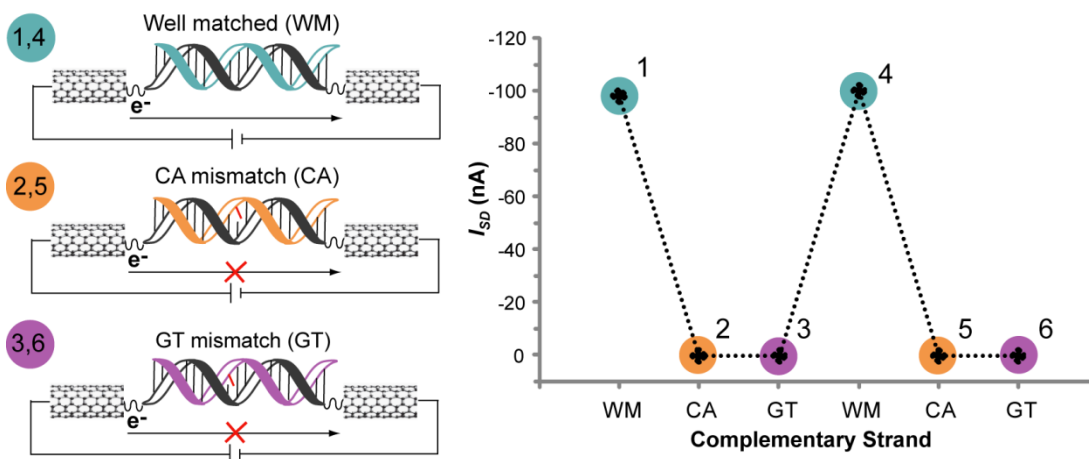 1,4
Well matched (WM)
e-
2,5
CA mismatch (CA)
e-
3,6
GT mismatch (GT)
e-
I_SD (nA)
-120
-100
-80
-60
-40
-20
0
1
2
3
4
5
6
WM CA GT WM CA GT
Complementary Strand